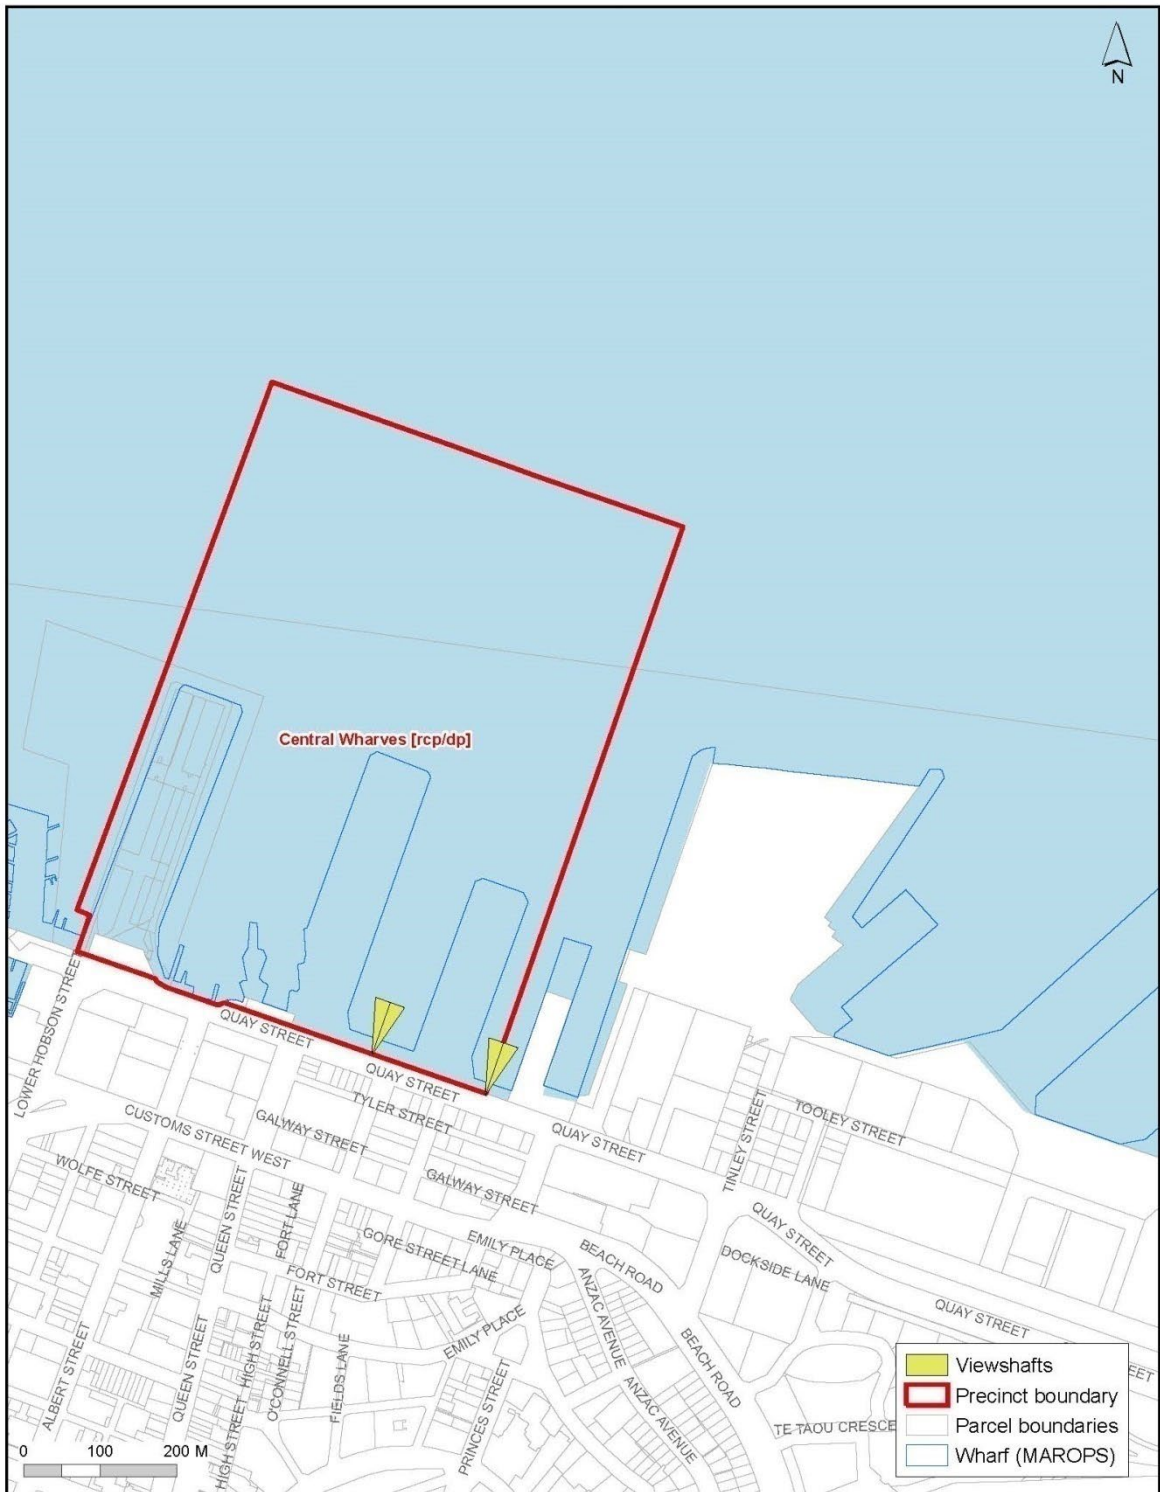 N
Central Wharves [rcp/dp]
LOWER HOBSON STREET
QUAY STREET
QUAY STREET
TYLER STREET
CUSTOMS STREET WEST
GALWAY STREET
WOLFE STREET
QUAY STREET
TINLEY STREET
TOOLEY STREET
GALWAY STREET
MILLS LANE
QUEEN STREET
FORT LANE
GORE STREET LANE
EMILY PLACE
BEACH ROAD
QUAY STREET
DOCKSIDE LANE
FORT STREET
ANZAC AVENUE
QUAY STREET
EMILY PLACE
BEACH ROAD
ALBERT STREET
QUEEN STREET
HIGH STREET
O'CONNELL STREET
FIELDS LANE
PRINCES STREET
ANZAC AVENUE
HIGH STREET
TE TAOU CRESCE
STREET
Viewshafts
Precinct boundary
Parcel boundaries
Wharf (MAROPS)
0 100 200 M